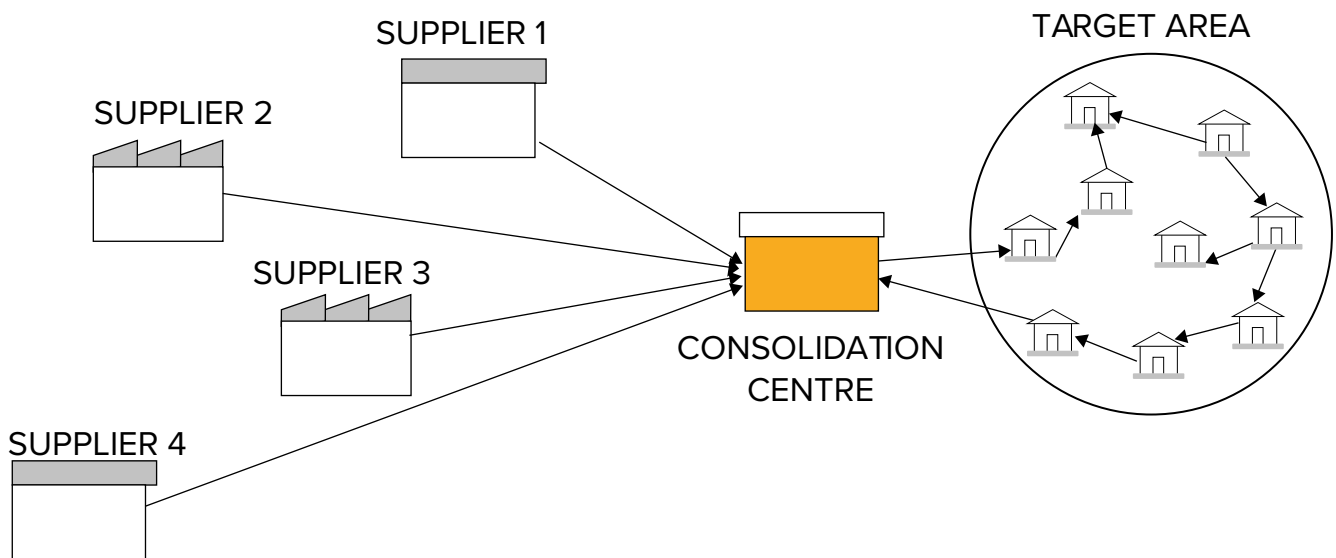 SUPPLIER 1
TARGET AREA
SUPPLIER 2
SUPPLIER 3
CONSOLIDATION
CENTRE
SUPPLIER 4